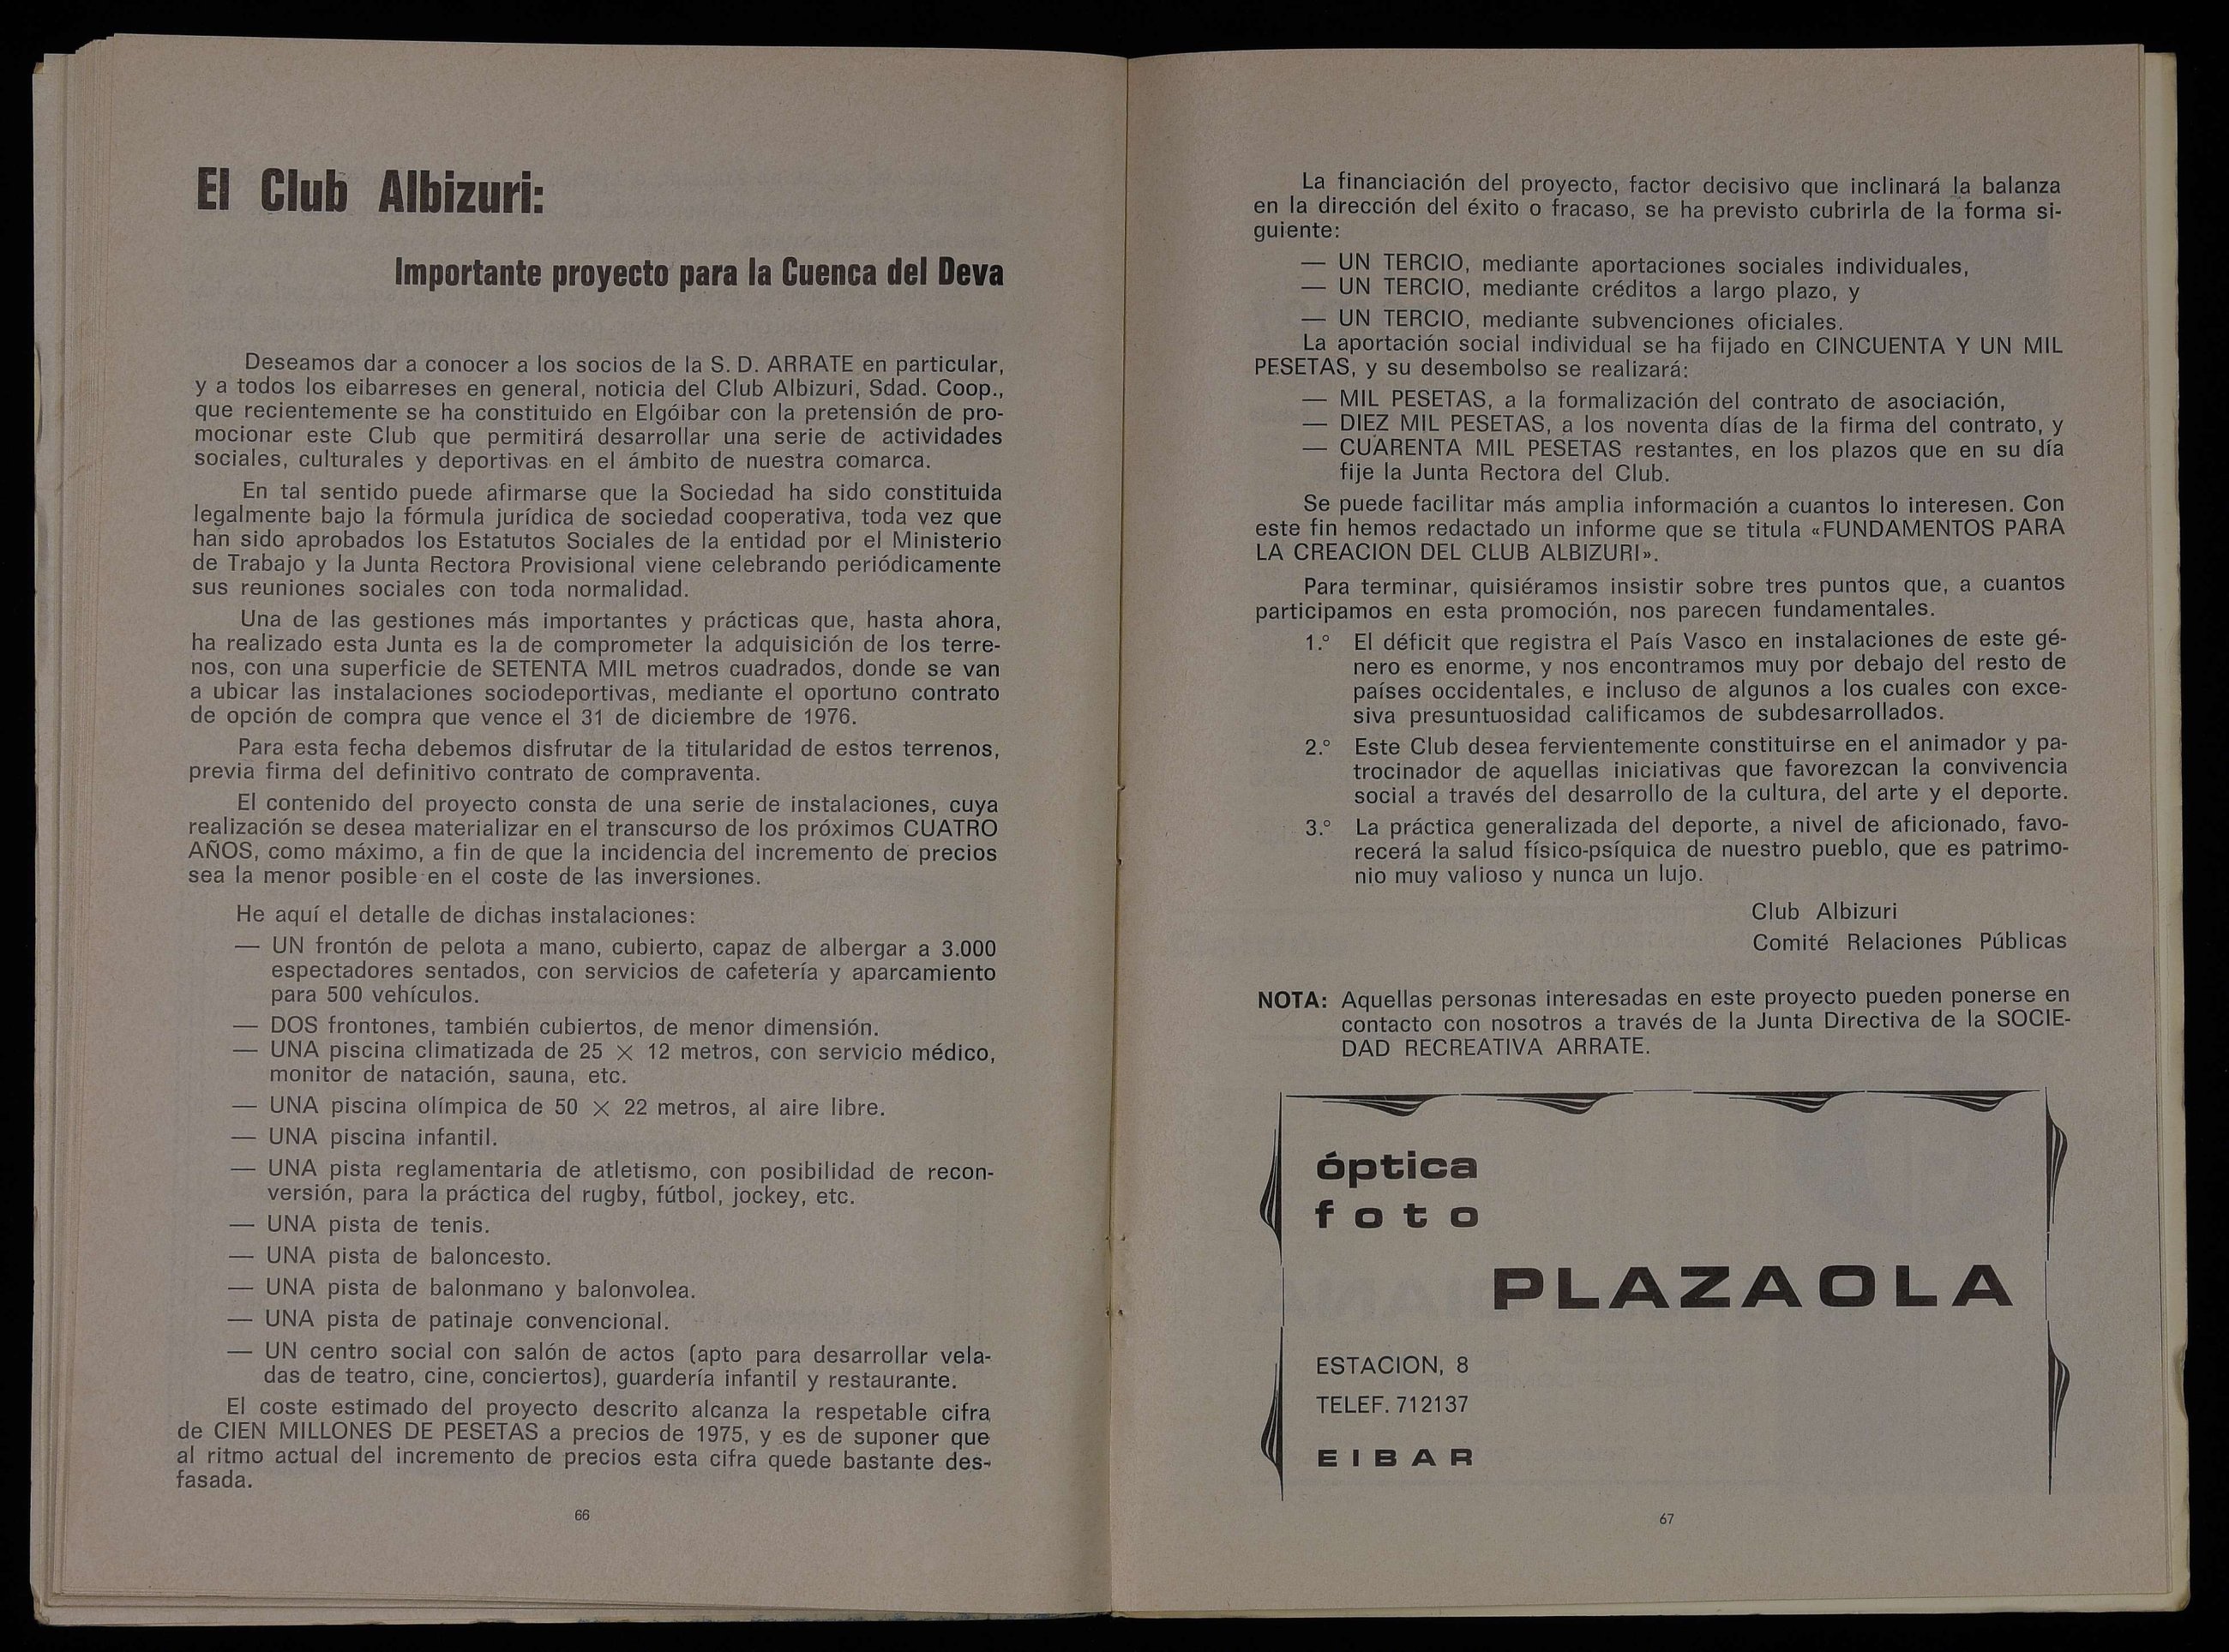 El Club Albizuri:
Importante proyecto para la Cuenca del Deva
Deseamos dar a conocer a los socios de la S. D. ARRATE en particular,
y a todos los eibarreses en general, noticia del Club Albizuri, Sdad. Coop.,
que recientemente se ha constituido en Elgóibar con la pretensión de pro-
mocionar este Club que permitirá desarrollar una serie de actividades
sociales, culturales y deportivas en el ámbito de nuestra comarca.
En tal sentido puede afirmarse que la Sociedad ha sido constituida
legalmente bajo la fórmula jurídica de sociedad cooperativa, toda vez que
han sido aprobados los Estatutos Sociales de la entidad por el Ministerio
de Trabajo y la Junta Rectora Provisional viene celebrando periódicamente
sus reuniones sociales con toda normalidad.
Una de las gestiones más importantes y prácticas que, hasta ahora,
ha realizado esta Junta es la de comprometer la adquisición de los terre-
nos, con una superficie de SETENTA MIL metros cuadrados, donde se van
a ubicar las instalaciones sociodeportivas, mediante el oportuno contrato
de opción de compra que vence el 31 de diciembre de 1976.
Para esta fecha debemos disfrutar de la titularidad de estos terrenos,
previa firma del definitivo contrato de compraventa.
El contenido del proyecto consta de una serie de instalaciones, cuya
realización se desea materializar en el transcurso de los próximos CUATRO
AÑOS, como máximo, a fin de que la incidencia del incremento de precios
sea la menor posible en el coste de las inversiones.
He aquí el detalle de dichas instalaciones:
— UN frontón de pelota a mano, cubierto, capaz de albergar a 3.000
espectadores sentados, con servicios de cafetería y aparcamiento
para 500 vehículos.
— DOS frontones, también cubiertos, de menor dimensión.
— UNA piscina climatizada de 25 × 12 metros, con servicio médico,
monitor de natación, sauna, etc.
— UNA piscina olímpica de 50 × 22 metros, al aire libre.
— UNA piscina infantil.
— UNA pista reglamentaria de atletismo, con posibilidad de recon-
versión, para la práctica del rugby, fútbol, jockey, etc.
— UNA pista de tenis.
— UNA pista de baloncesto.
— UNA pista de balonmano y balonvolea.
— UNA pista de patinaje convencional.
— UN centro social con salón de actos (apto para desarrollar vela-
das de teatro, cine, conciertos), guardería infantil y restaurante.
El coste estimado del proyecto descrito alcanza la respetable cifra
de CIEN MILLONES DE PESETAS a precios de 1975, y es de suponer que
al ritmo actual del incremento de precios esta cifra quede bastante des-
fasada.
66
La financiación del proyecto, factor decisivo que inclinará la balanza
en la dirección del éxito o fracaso, se ha previsto cubrirla de la forma si-
guiente:
— UN TERCIO, mediante aportaciones sociales individuales,
— UN TERCIO, mediante créditos a largo plazo, y
— UN TERCIO, mediante subvenciones oficiales.
La aportación social individual se ha fijado en CINCUENTA Y UN MIL
PESETAS, y su desembolso se realizará:
— MIL PESETAS, a la formalización del contrato de asociación,
— DIEZ MIL PESETAS, a los noventa días de la firma del contrato, y
— CUARENTA MIL PESETAS restantes, en los plazos que en su día
fije la Junta Rectora del Club.
Se puede facilitar más amplia información a cuantos lo interesen. Con
este fin hemos redactado un informe que se titula «FUNDAMENTOS PARA
LA CREACION DEL CLUB ALBIZURI».
Para terminar, quisiéramos insistir sobre tres puntos que, a cuantos
participamos en esta promoción, nos parecen fundamentales.
1.º El déficit que registra el País Vasco en instalaciones de este gé-
nero es enorme, y nos encontramos muy por debajo del resto de
países occidentales, e incluso de algunos a los cuales con exce-
siva presuntuosidad calificamos de subdesarrollados.
2.º Este Club desea fervientemente constituirse en el animador y pa-
trocinador de aquellas iniciativas que favorezcan la convivencia
social a través del desarrollo de la cultura, del arte y el deporte.
3.º La práctica generalizada del deporte, a nivel de aficionado, favo-
recerá la salud físico-psíquica de nuestro pueblo, que es patrimo-
nio muy valioso y nunca un lujo.
Club Albizuri
Comité Relaciones Públicas
NOTA: Aquellas personas interesadas en este proyecto pueden ponerse en
contacto con nosotros a través de la Junta Directiva de la SOCIE-
DAD RECREATIVA ARRATE.
óptica
foto
PLAZAOLA
ESTACION, 8
TELEF. 712137
EIBAR
67